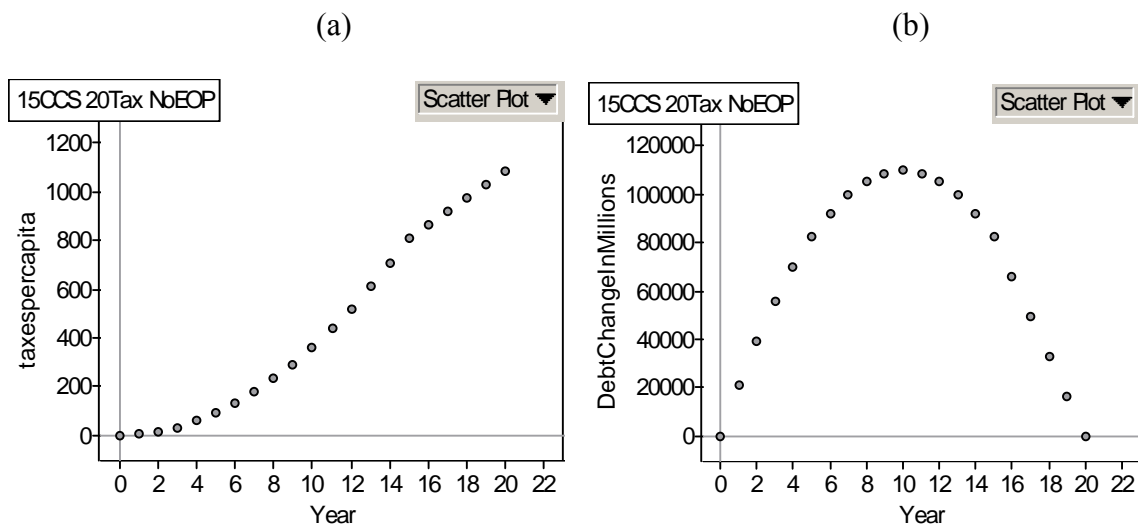 (a)
15CCS 20Tax NoEOP
Scatter Plot
1200
1000
800
600
400
200
0
taxespercapita
0 2 4 6 8 10 12 14 16 18 20 22
Year
(b)
15CCS 20Tax NoEOP
Scatter Plot
120000
100000
80000
60000
40000
20000
0
DebtChangeInMillions
0 2 4 6 8 10 12 14 16 18 20 22
Year